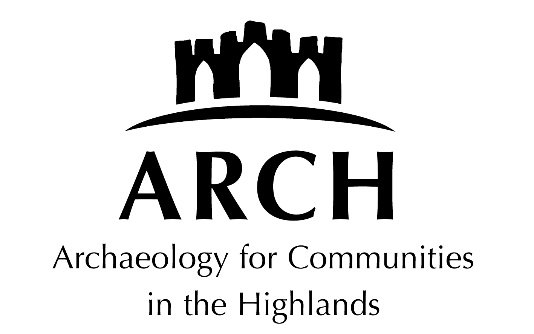 ARCH
Archaeology for Communities
in the Highlands